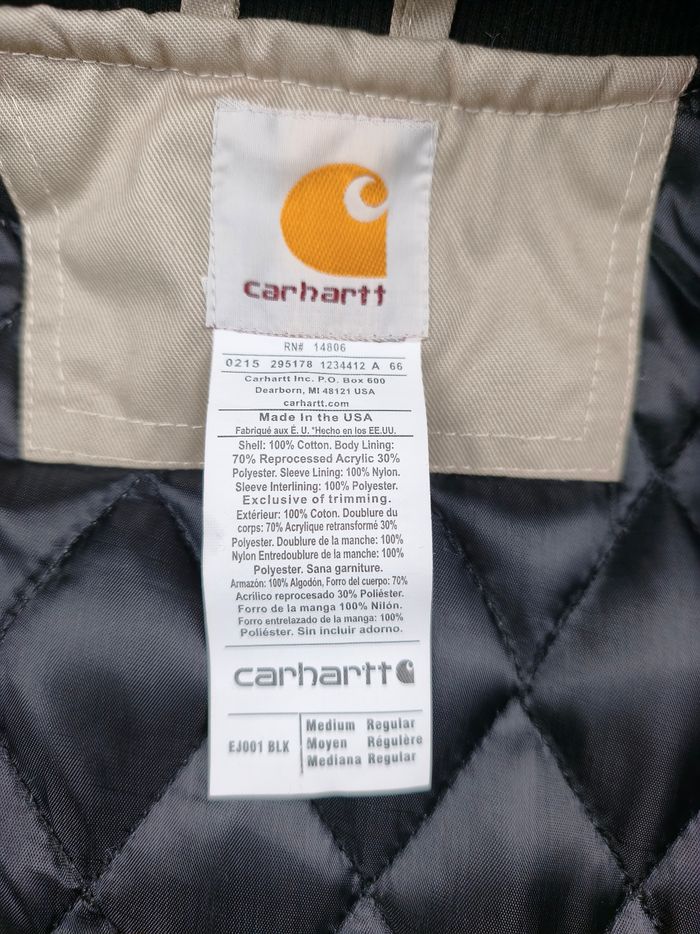 carhartt
RN# 14806
0215 295178 1234412 A 66
Carhartt Inc. P.O. Box 600
Dearborn, MI 48121 USA
carhartt.com
Made In the USA
Fabriqué aux É. U. *Hecho en los EE.UU.
Shell: 100% Cotton. Body Lining:
70% Reprocessed Acrylic 30%
Polyester. Sleeve Lining: 100% Nylon.
Sleeve Interlining: 100% Polyester.
Exclusive of trimming.
Extérieur: 100% Coton. Doublure du
corps: 70% Acrylique retransformé 30%
Polyester. Doublure de la manche: 100%
Nylon Entredoublure de la manche: 100%
Polyester. Sana garniture.
Armazón: 100% Algodón, Forro del cuerpo: 70%
Acrilico reprocesado 30% Poliéster.
Forro de la manga 100% Nilón.
Forro entrelazado de la manga: 100%
Poliéster. Sin incluir adorno.
carhartt
EJ001 BLK
Medium Regular
Moyen Régulère
Mediana Regular